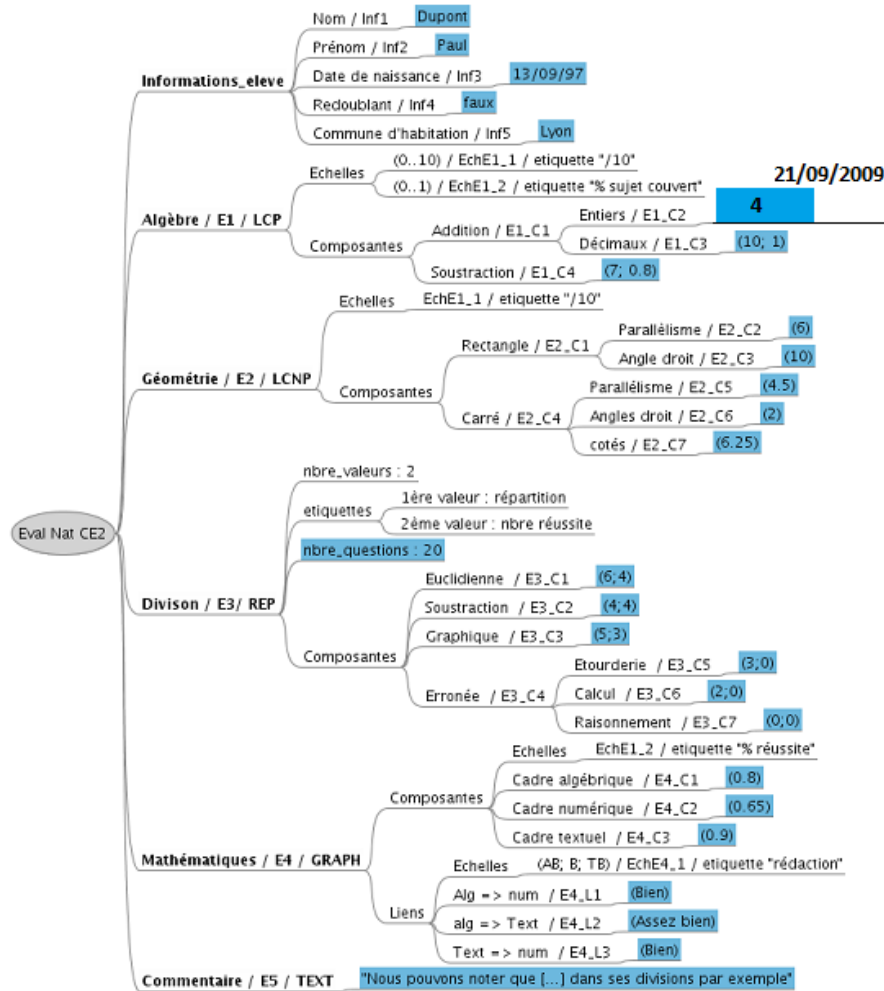 Eval Nat CE2
Informations_eleve
Nom / Inf1 Dupont
Prénom / Inf2 Paul
Date de naissance / Inf3 13/09/97
Redoublant / Inf4 faux
Commune d'habitation / Inf5 Lyon
Algèbre / E1 / LCP
Echelles
(0..10) / EchE1_1 / etiquette "/10"
(0..1) / EchE1_2 / etiquette "% sujet couvert"
Composantes
Addition / E1_C1
21/09/2009
Entiers / E1_C2 4
Décimaux / E1_C3 (10; 1)
Soustraction / E1_C4 (7; 0.8)
Géométrie / E2 / LCNP
Echelles EchE1_1 / etiquette "/10"
Composantes
Rectangle / E2_C1
Parallélisme / E2_C2 (6)
Angle droit / E2_C3 (10)
Carré / E2_C4
Parallélisme / E2_C5 (4.5)
Angles droit / E2_C6 (2)
cotés / E2_C7 (6.25)
Divison / E3/ REP
nbre_valeurs : 2
etiquettes
1ère valeur : répartition
2ème valeur : nbre réussite
nbre_questions : 20
Composantes
Euclidienne / E3_C1 (6;4)
Soustraction / E3_C2 (4;4)
Graphique / E3_C3 (5;3)
Erronée / E3_C4
Etourderie / E3_C5 (3;0)
Calcul / E3_C6 (2;0)
Raisonnement / E3_C7 (0;0)
Mathématiques / E4 / GRAPH
Composantes
Echelles EchE1_2 / etiquette "% réussite"
Cadre algébrique / E4_C1 (0.8)
Cadre numérique / E4_C2 (0.65)
Cadre textuel / E4_C3 (0.9)
Liens
Echelles (AB; B; TB) / EchE4_1 / etiquette "rédaction"
Alg => num / E4_L1 (Bien)
alg => Text / E4_L2 (Assez bien)
Text => num / E4_L3 (Bien)
Commentaire / E5 / TEXT "Nous pouvons noter que [...] dans ses divisions par exemple"